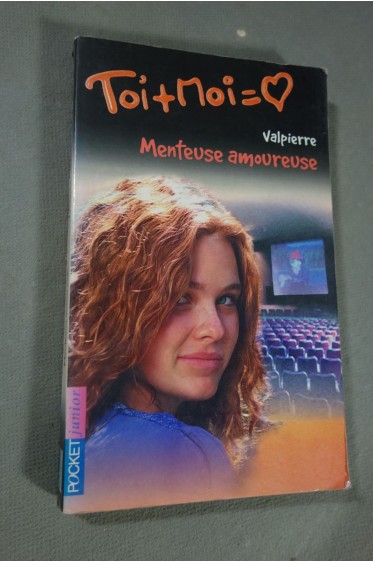 Toi+Moi=♡
Valpierre
Menteuse amoureuse
POCKET junior